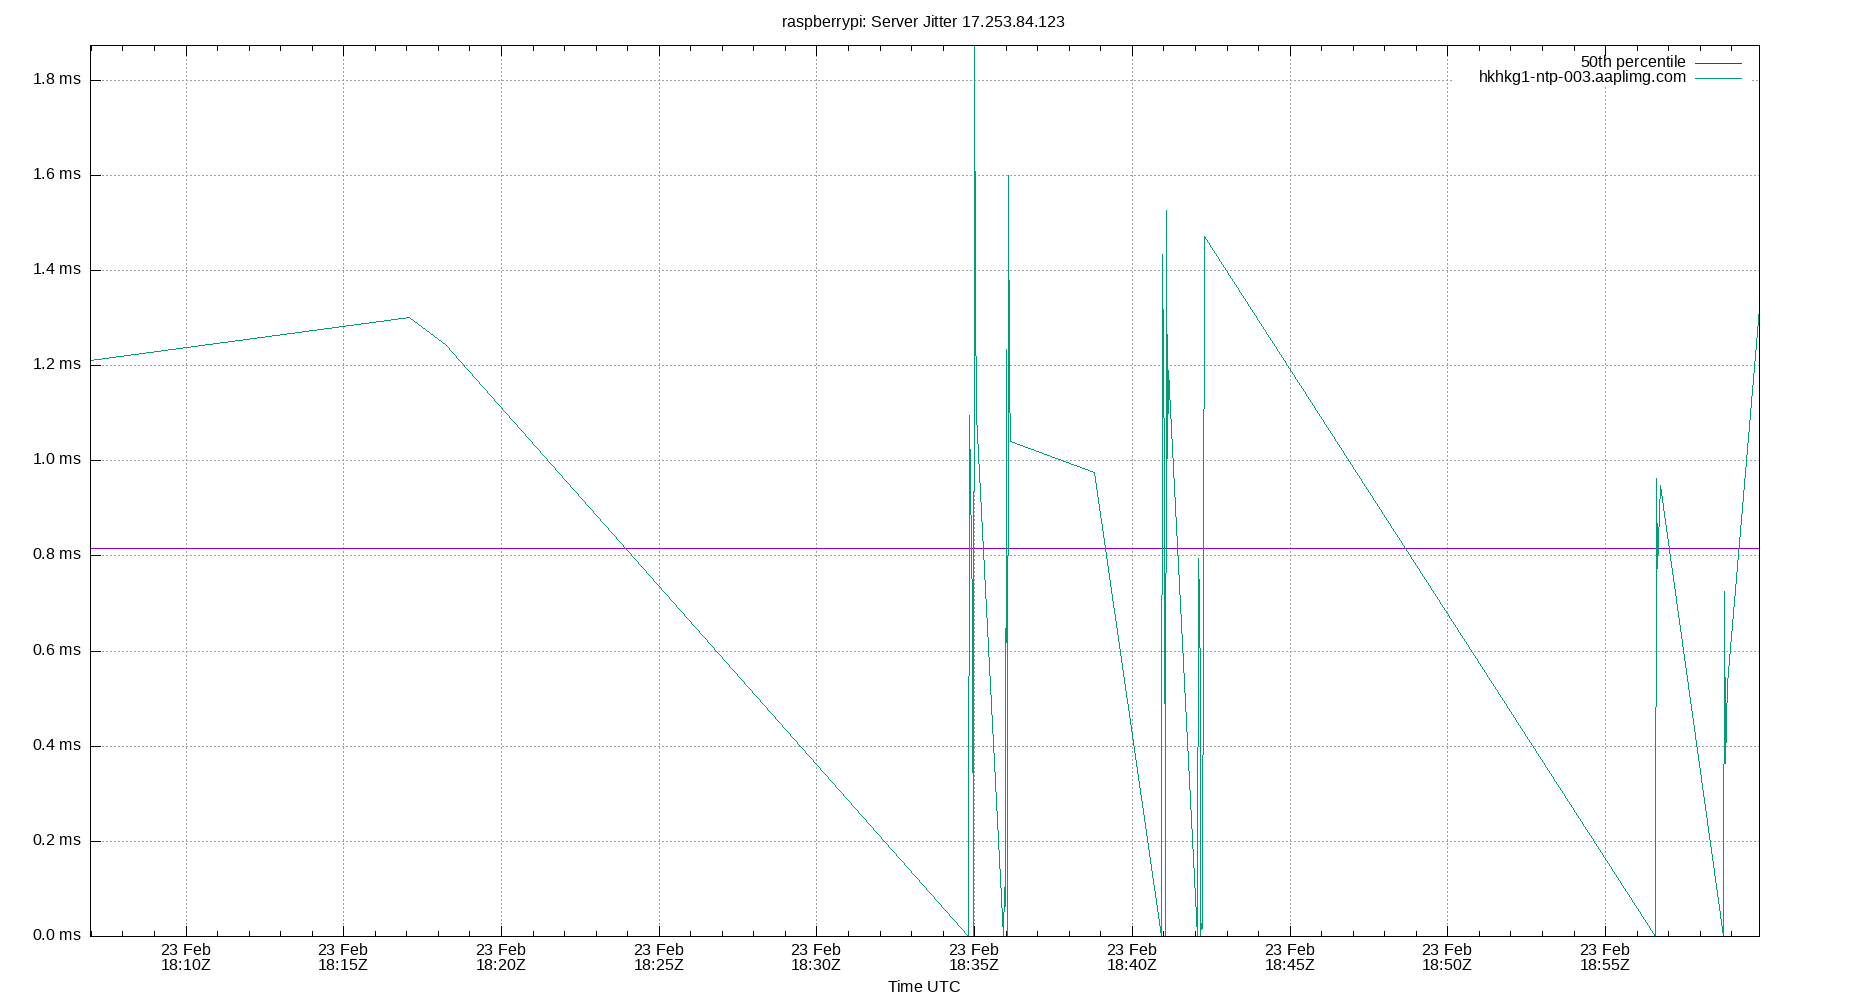 raspberrypi: Server Jitter 17.253.84.123
50th percentile
hkhkg1-ntp-003.aaplimg.com
1.8 ms
1.6 ms
1.4 ms
1.2 ms
1.0 ms
0.8 ms
0.6 ms
0.4 ms
0.2 ms
0.0 ms
23 Feb 23 Feb 23 Feb 23 Feb 23 Feb 23 Feb 23 Feb 23 Feb 23 Feb 23 Feb
18:10Z 18:15Z 18:20Z 18:25Z 18:30Z 18:35Z 18:40Z 18:45Z 18:50Z 18:55Z
Time UTC